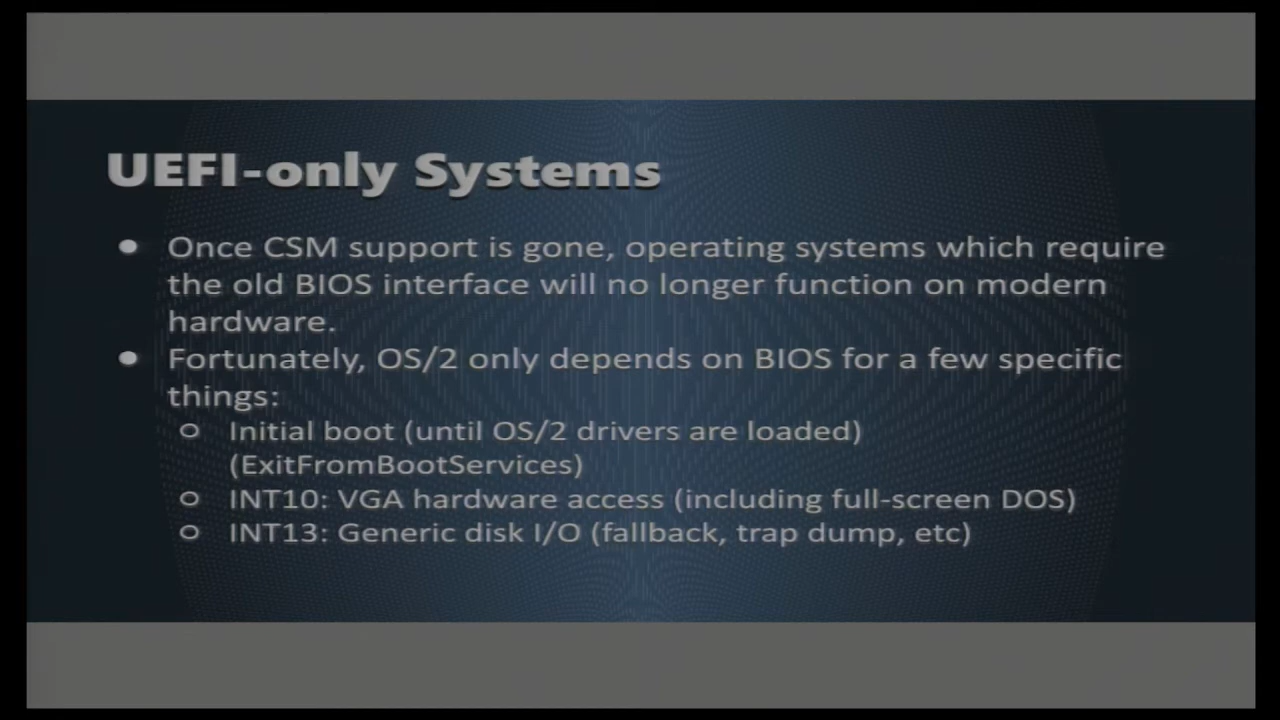 UEFI-only Systems
Once CSM support is gone, operating systems which require
the old BIOS interface will no longer function on modern
hardware.
Fortunately, OS/2 only depends on BIOS for a few specific
things:
Initial boot (until OS/2 drivers are loaded)
(ExitFromBootServices)
INT10: VGA hardware access (including full-screen DOS)
INT13: Generic disk I/O (fallback, trap dump, etc)